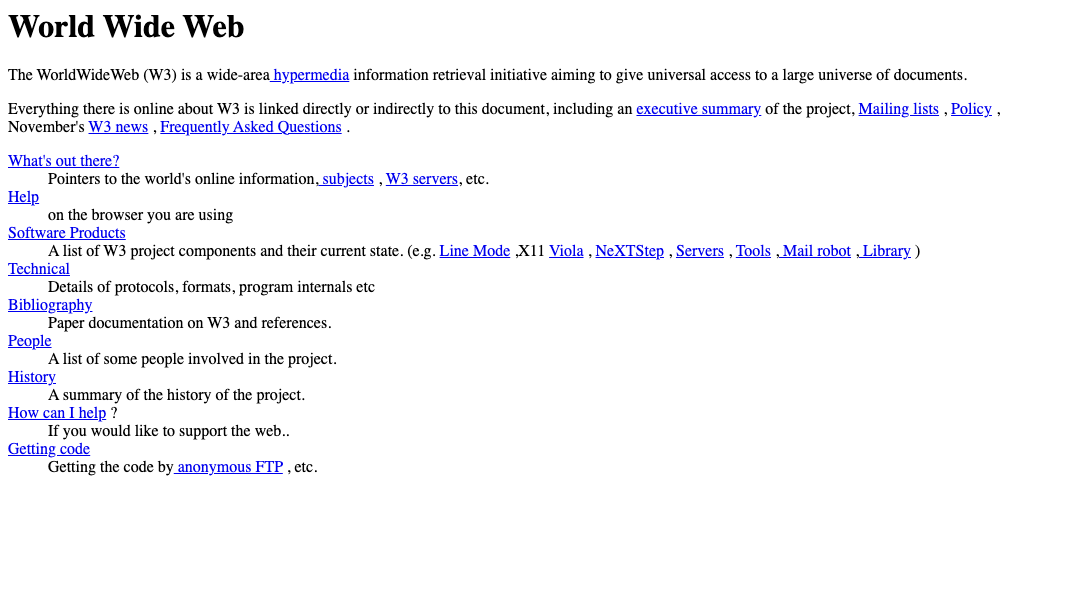 World Wide Web
The WorldWideWeb (W3) is a wide-area hypermedia information retrieval initiative aiming to give universal access to a large universe of documents.
Everything there is online about W3 is linked directly or indirectly to this document, including an executive summary of the project, Mailing lists , Policy ,
November's W3 news , Frequently Asked Questions .
What's out there?
Pointers to the world's online information, subjects , W3 servers, etc.
Help
on the browser you are using
Software Products
A list of W3 project components and their current state. (e.g. Line Mode ,X11 Viola , NeXTStep , Servers , Tools , Mail robot , Library )
Technical
Details of protocols, formats, program internals etc
Bibliography
Paper documentation on W3 and references.
People
A list of some people involved in the project.
History
A summary of the history of the project.
How can I help ?
If you would like to support the web..
Getting code
Getting the code by anonymous FTP , etc.